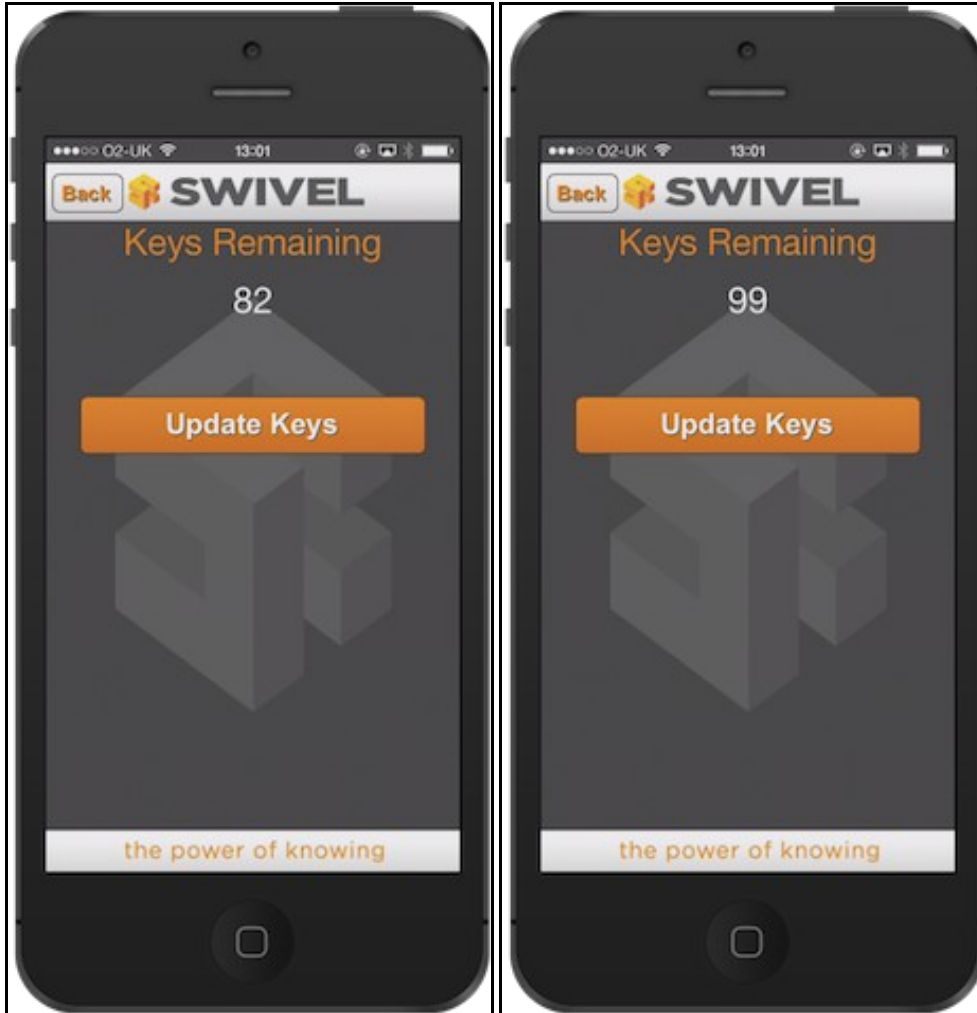 O2-UK 13:01
Back SWIVEL
Keys Remaining
82
Update Keys
the power of knowing
O2-UK 13:01
Back SWIVEL
Keys Remaining
99
Update Keys
the power of knowing